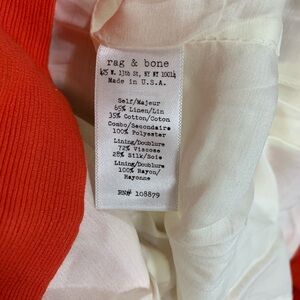 rag & bone
425 W. 13th St, NY NY 10014
Made in U.S.A.
Self/Majeur
65% Linen/Lin
35% Cotton/Coton
Combo/Secondaire
100% Polyester
Lining/Doublure
72% Viscose
28% Silk/Soie
Lining/Doublure
100% Rayon/
Rayonne
RN# 108879